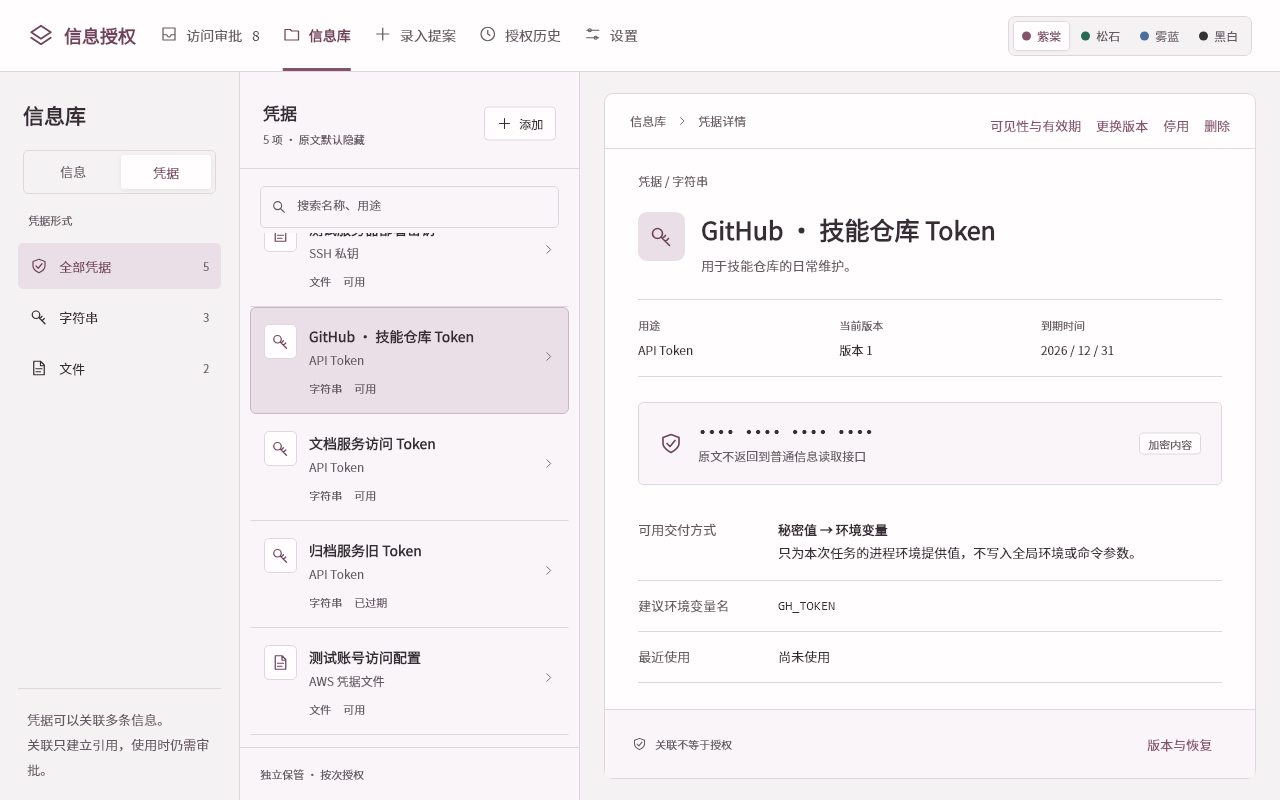 信息授权
访问审批 8
信息库
录入提案
授权历史
设置
紫棠
松石
雾蓝
黑白
信息库
信息
凭据
凭据形式
全部凭据 5
字符串 3
文件 2
凭据可以关联多条信息。
关联只建立引用，使用时仍需审
批。
凭据
5 项 · 原文默认隐藏
添加
搜索名称、用途
SSH 私钥
文件 可用
GitHub · 技能仓库 Token
API Token
字符串 可用
文档服务访问 Token
API Token
字符串 可用
归档服务旧 Token
API Token
字符串 已过期
测试账号访问配置
AWS 凭据文件
文件 可用
独立保管 · 按次授权
信息库 > 凭据详情
可见性与有效期 更换版本 停用 删除
凭据 / 字符串
GitHub · 技能仓库 Token
用于技能仓库的日常维护。
用途 当前版本 到期时间
API Token 版本 1 2026 / 12 / 31
•••• •••• •••• ••••
原文不返回到普通信息读取接口
加密内容
可用交付方式 秘密值 → 环境变量
只为本次任务的进程环境提供值，不写入全局环境或命令参数。
建议环境变量名 GH_TOKEN
最近使用 尚未使用
关联不等于授权
版本与恢复